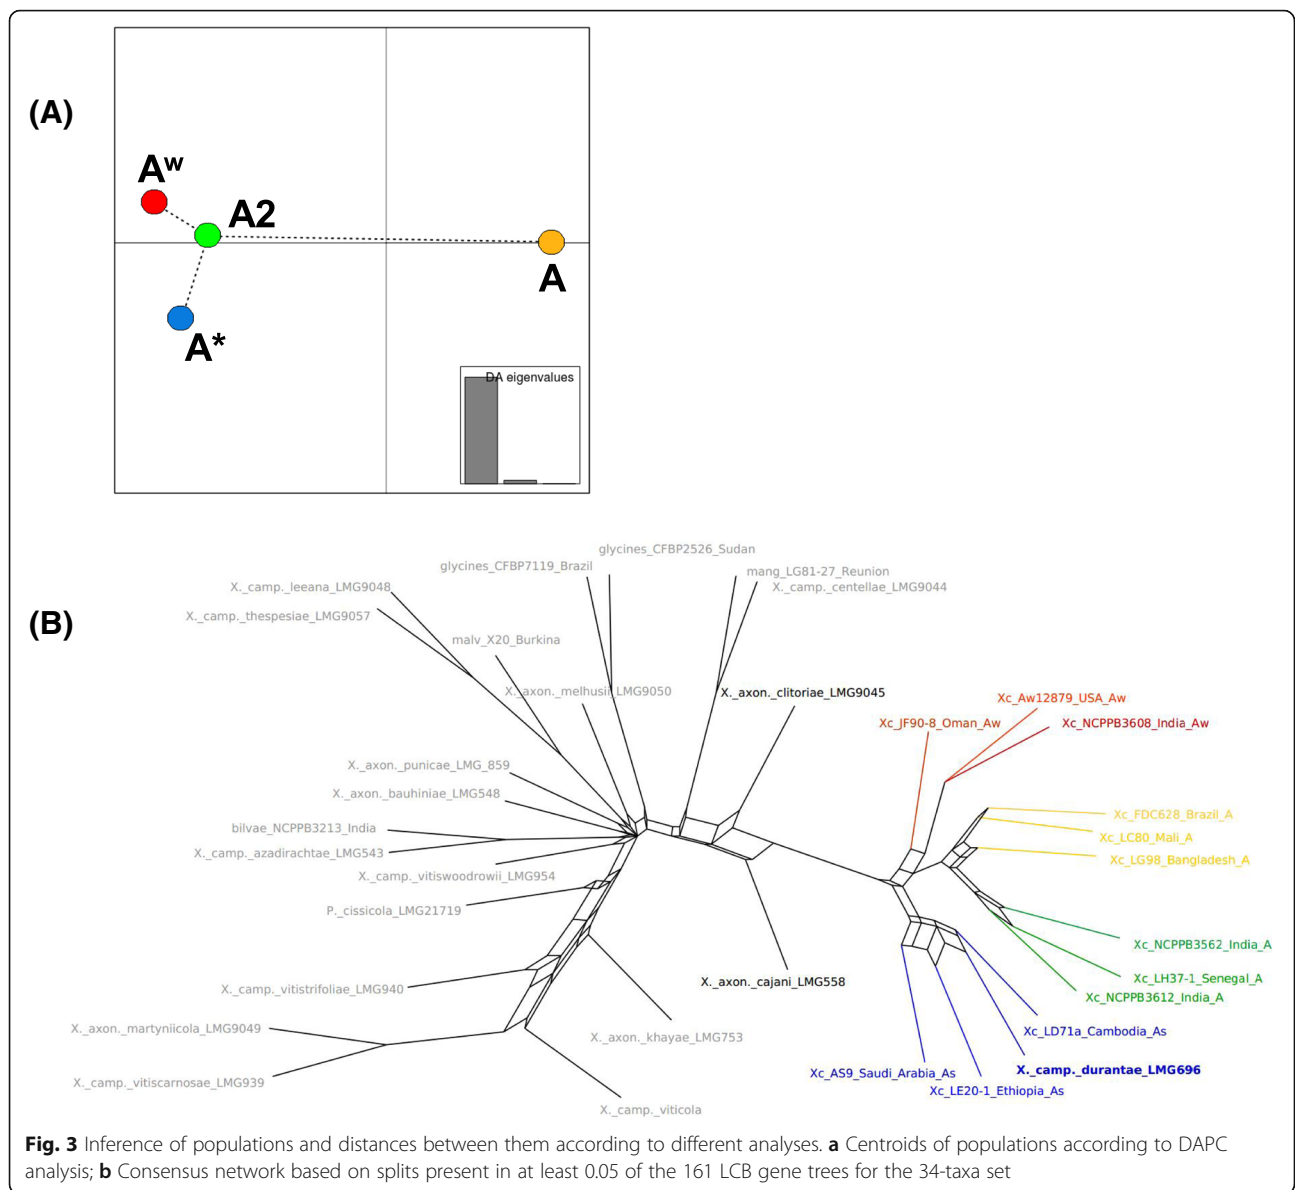 (A)
Aʷ
A2
A
A*
DA eigenvalues
(B)
glycines_CFBP2526_Sudan
glycines_CFBP7119_Brazil
mang_LG81-27_Reunion
X._camp._leeana_LMG9048
X._camp._centellae_LMG9044
X._camp._thespesiae_LMG9057
malv_X20_Burkina
X._axon._melhusii_LMG9050
X._axon._clitoriae_LMG9045
Xc_Aw12879_USA_Aw
Xc_JF90-8_Oman_Aw
Xc_NCPPB3608_India_Aw
X._axon._punicae_LMG_859
X._axon._bauhiniae_LMG548
Xc_FDC628_Brazil_A
bilvae_NCPPB3213_India
Xc_LC80_Mali_A
X._camp._azadirachtae_LMG543
Xc_LG98_Bangladesh_A
X._camp._vitiswoodrowii_LMG954
P._cissicola_LMG21719
Xc_NCPPB3562_India_A
Xc_LH37-1_Senegal_A
X._axon._cajani_LMG558
X._camp._vitistrifoliae_LMG940
Xc_NCPPB3612_India_A
X._axon._martyniicola_LMG9049
Xc_LD71a_Cambodia_As
X._axon._khayae_LMG753
X._camp._durantae_LMG696
Xc_AS9_Saudi_Arabia_As
X._camp._vitiscarnosae_LMG939
Xc_LE20-1_Ethiopia_As
X._camp._viticola
Fig. 3 Inference of populations and distances between them according to different analyses. a Centroids of populations according to DAPC
analysis; b Consensus network based on splits present in at least 0.05 of the 161 LCB gene trees for the 34-taxa set